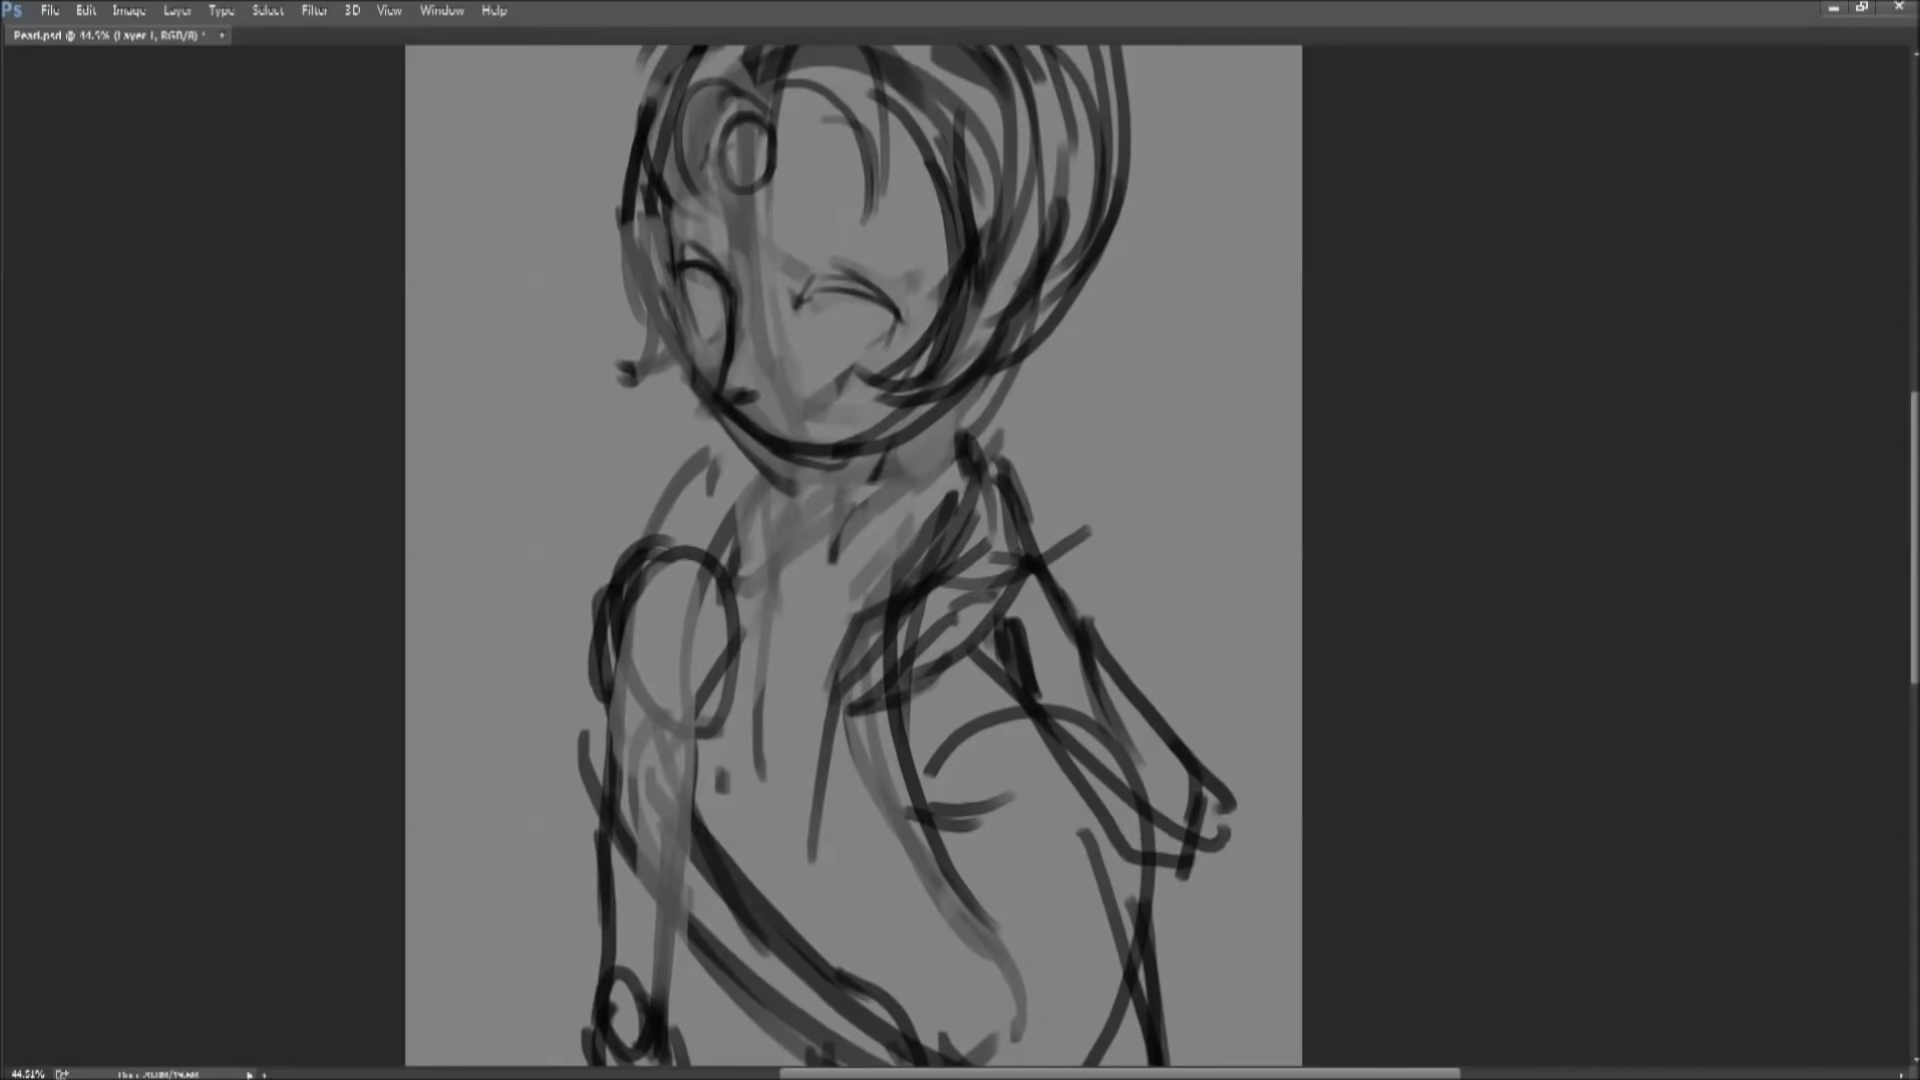 Ps File Edit Image Layer Type Select Filter 3D View Window Help
Pearl.psd @ 44.5% (Layer 1, RGB/8) *
44.51%